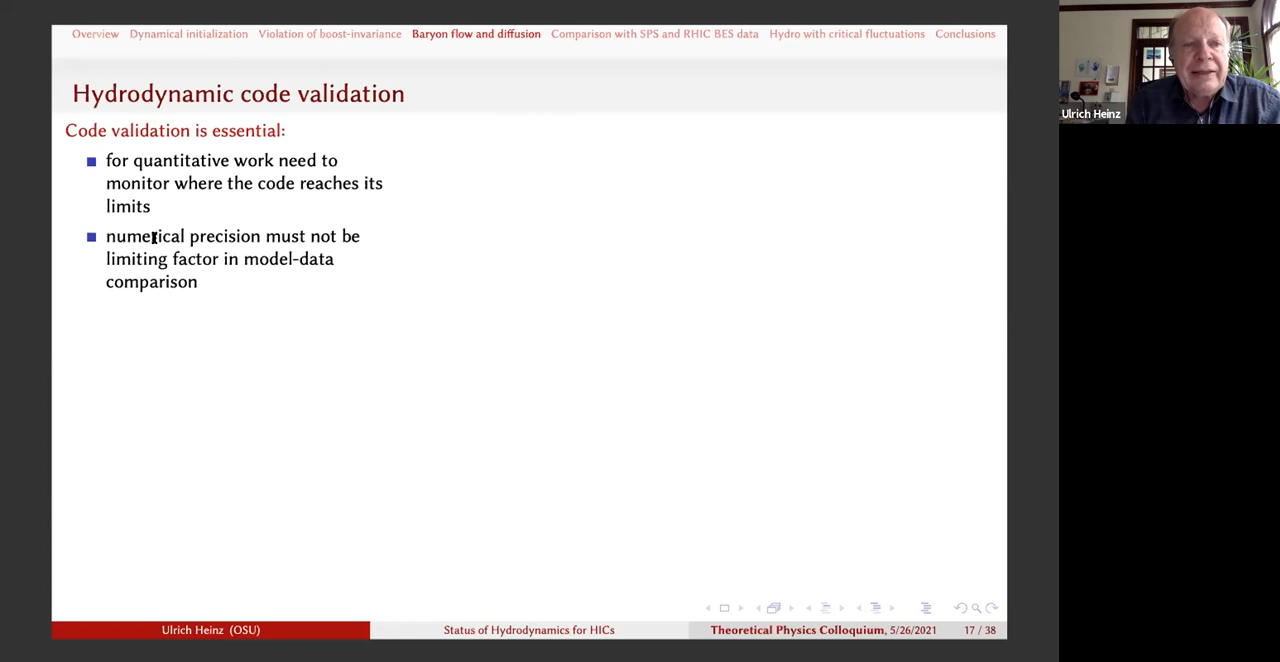 Overview Dynamical initialization Violation of boost-invariance Baryon flow and diffusion Comparison with SPS and RHIC BES data Hydro with critical fluctuations Conclusions
Hydrodynamic code validation
Code validation is essential:
for quantitative work need to
monitor where the code reaches its
limits
numerical precision must not be
limiting factor in model-data
comparison
Ulrich Heinz (OSU) Status of Hydrodynamics for HICs Theoretical Physics Colloquium, 5/26/2021 17 / 38
Ulrich Heinz